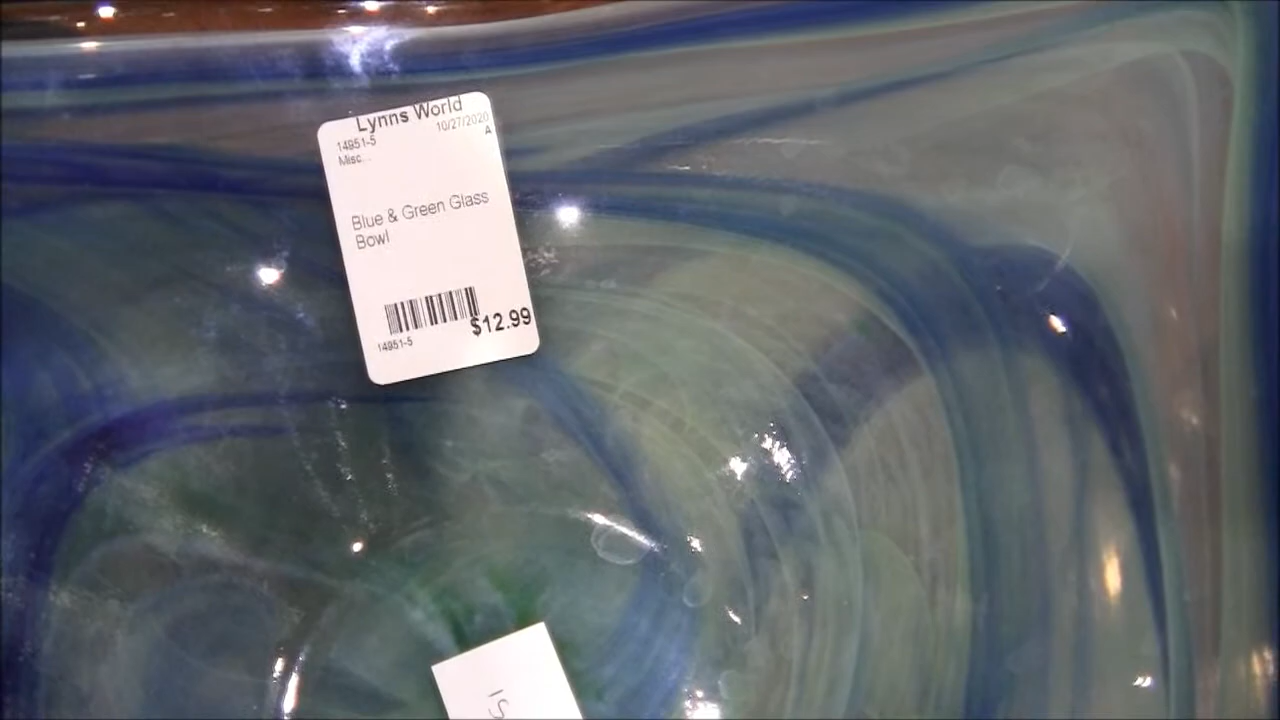 Lynns World
14951-5 10/27/2020
Misc... A
Blue & Green Glass
Bowl
$12.99
14951-5